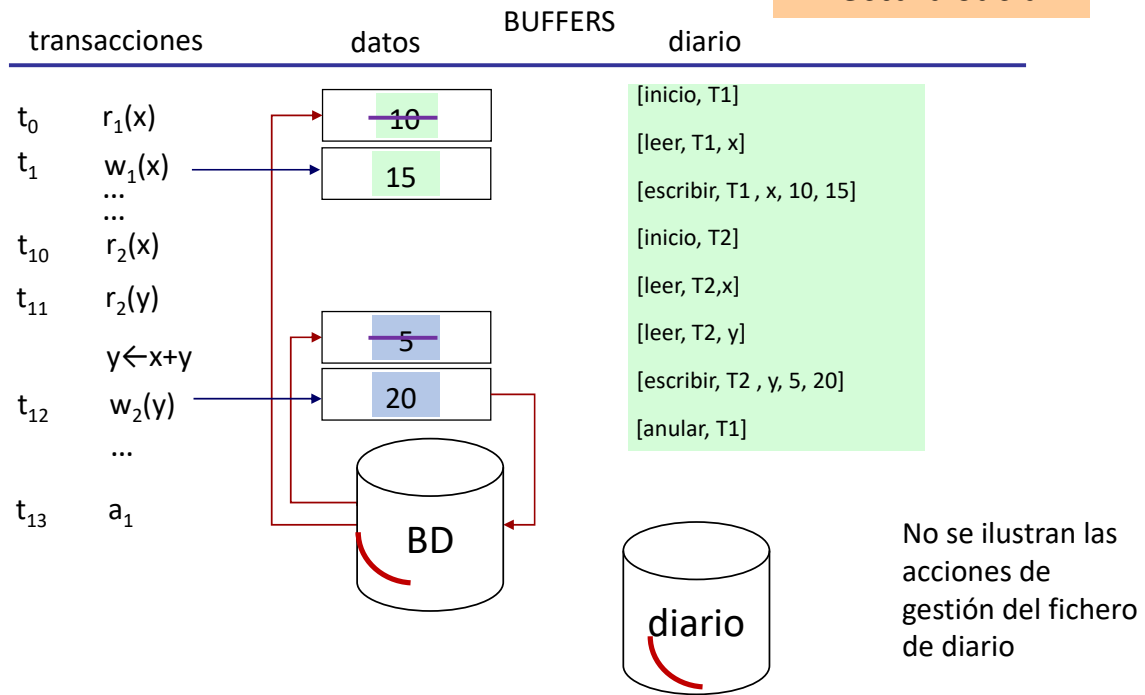 BUFFERS
transacciones datos diario
t0 r1(x) 10 [inicio, T1]
[leer, T1, x]
t1 w1(x) 15
...
[escribir, T1 , x, 10, 15]
...
t10 r2(x) [inicio, T2]
t11 r2(y) [leer, T2,x]
5 [leer, T2, y]
y←x+y
[escribir, T2 , y, 5, 20]
t12 w2(y) 20
[anular, T1]
...
t13 a1
BD
No se ilustran las
acciones de
gestión del fichero
de diario
diario